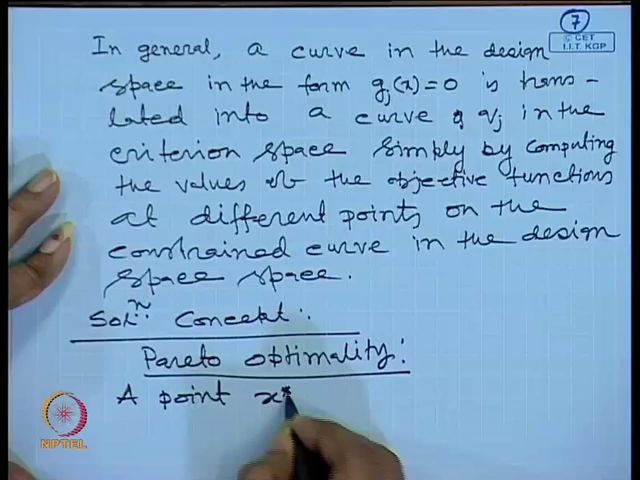 7
© CET
I.I.T. KGP
In general, a curve in the design
space in the form gj(x)=0 is trans-
lated into a curve qj in the
criterion space simply by computing
the values of the objective functions
at different points on the
constrained curve in the design
space space.
Solⁿ: Concept:
Pareto optimality:
A point x*
NPTEL